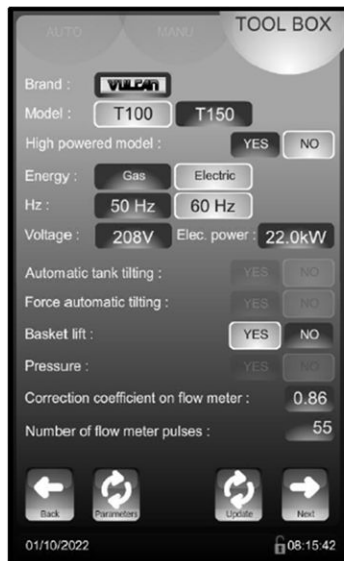 AUTO MANU TOOL BOX
Brand : VULCAN
Model : T100 T150
High powered model : YES NO
Energy : Gas Electric
Hz : 50 Hz 60 Hz
Voltage : 208V Elec. power : 22.0kW
Automatic tank tilting : YES NO
Force automatic tilting : YES NO
Basket lift : YES NO
Pressure : YES NO
Correction coefficient on flow meter : 0.86
Number of flow meter pulses : 55
Back Parameters Update Next
01/10/2022 08:15:42